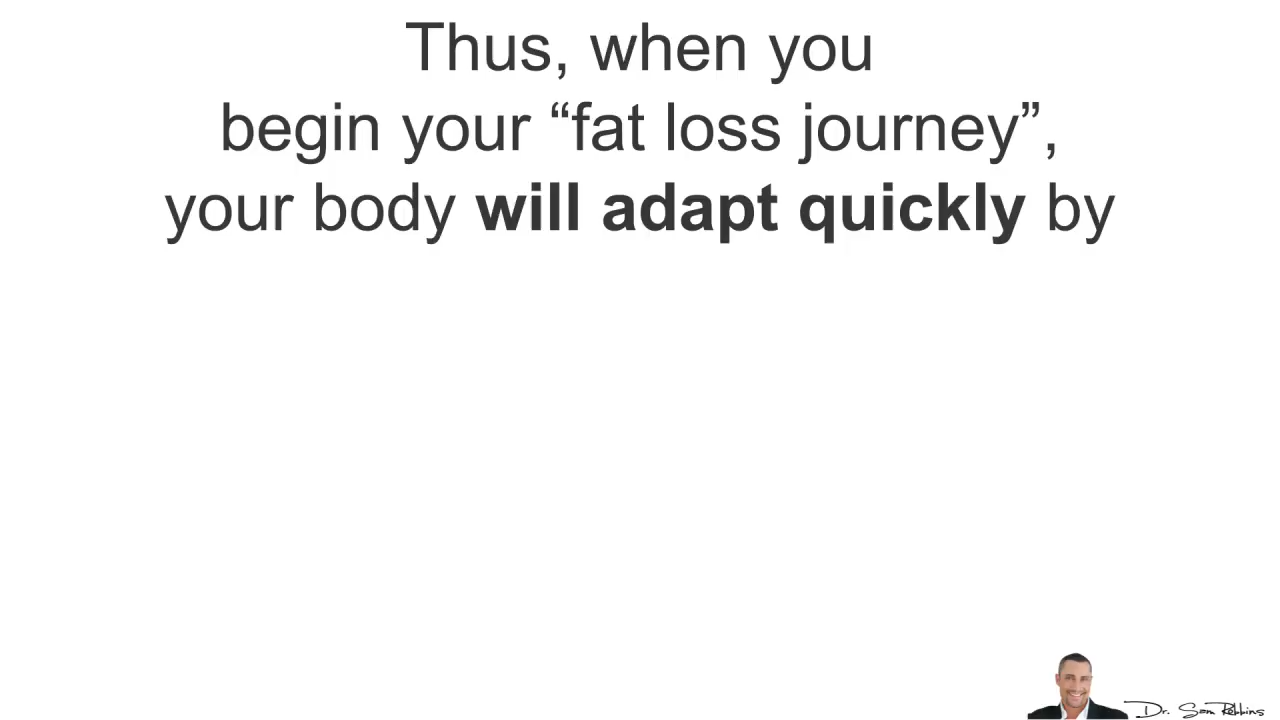 Thus, when you
begin your “fat loss journey”,
your body will adapt quickly by
Dr. Sam Robbins